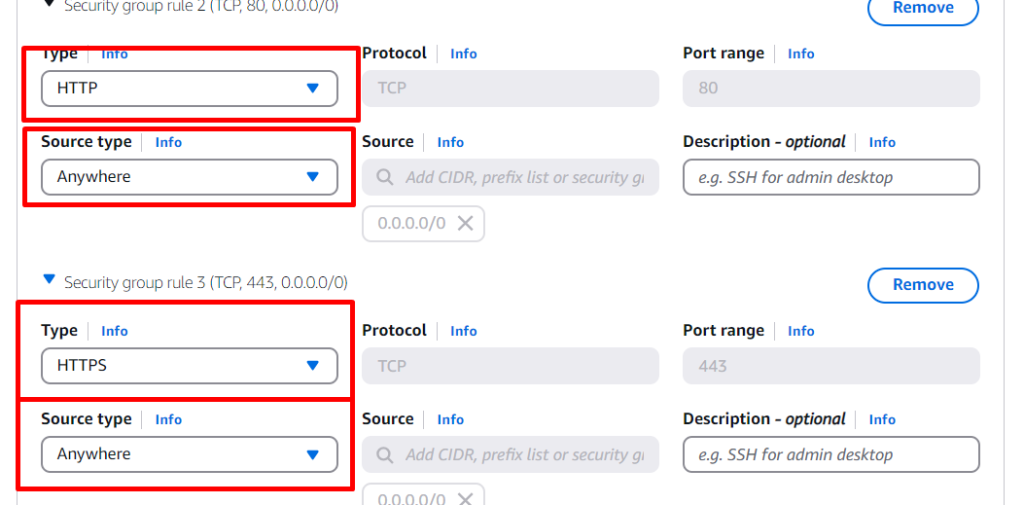 Security group rule 2 (TCP, 80, 0.0.0.0/0) Remove
Type Info Protocol Info Port range Info
HTTP TCP 80
Source type Info Source Info Description - optional Info
Anywhere Add CIDR, prefix list or security gr e.g. SSH for admin desktop
0.0.0.0/0
Security group rule 3 (TCP, 443, 0.0.0.0/0) Remove
Type Info Protocol Info Port range Info
HTTPS TCP 443
Source type Info Source Info Description - optional Info
Anywhere Add CIDR, prefix list or security gr e.g. SSH for admin desktop
0.0.0.0/0